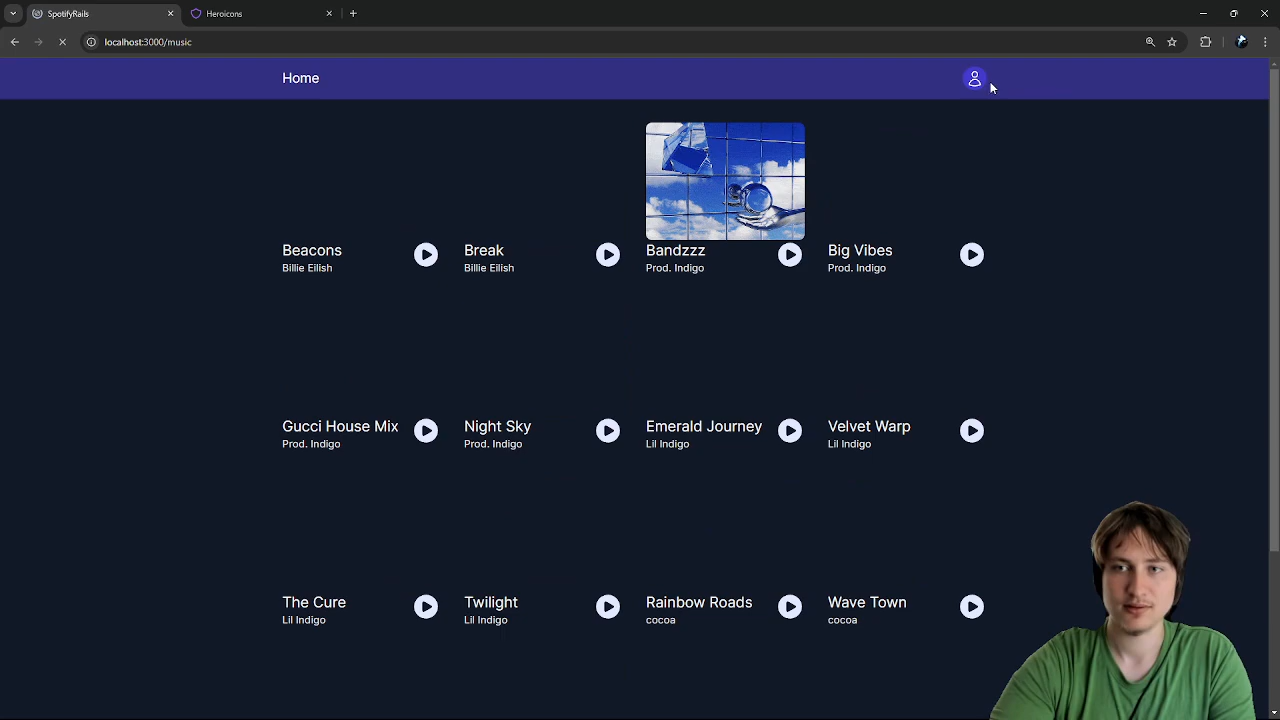 SpotifyRails
Heroicons
localhost:3000/music
Home
Beacons
Billie Eilish
Break
Billie Eilish
Bandzzz
Prod. Indigo
Big Vibes
Prod. Indigo
Gucci House Mix
Prod. Indigo
Night Sky
Prod. Indigo
Emerald Journey
Lil Indigo
Velvet Warp
Lil Indigo
The Cure
Lil Indigo
Twilight
Lil Indigo
Rainbow Roads
cocoa
Wave Town
cocoa